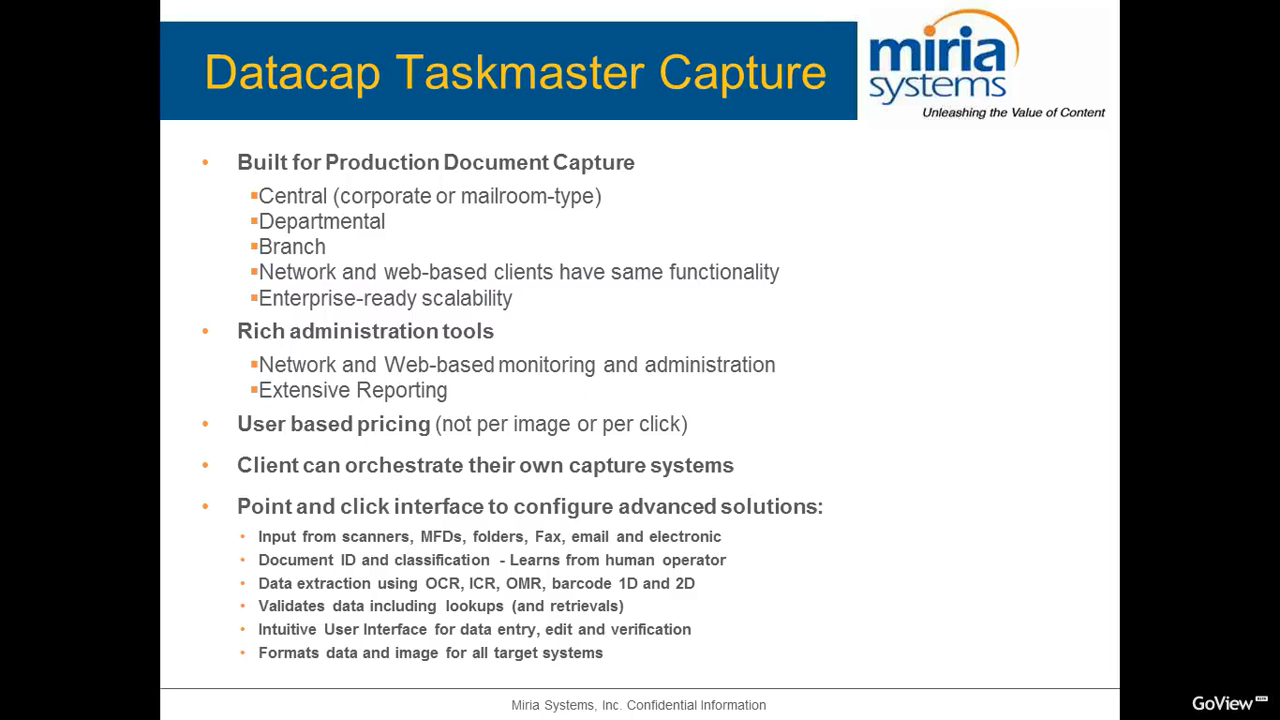 Datacap Taskmaster Capture
miria
systems
Unleashing the Value of Content
• Built for Production Document Capture
▪Central (corporate or mailroom-type)
▪Departmental
▪Branch
▪Network and web-based clients have same functionality
▪Enterprise-ready scalability
• Rich administration tools
▪Network and Web-based monitoring and administration
▪Extensive Reporting
• User based pricing (not per image or per click)
• Client can orchestrate their own capture systems
• Point and click interface to configure advanced solutions:
• Input from scanners, MFDs, folders, Fax, email and electronic
• Document ID and classification - Learns from human operator
• Data extraction using OCR, ICR, OMR, barcode 1D and 2D
• Validates data including lookups (and retrievals)
• Intuitive User Interface for data entry, edit and verification
• Formats data and image for all target systems
Miria Systems, Inc. Confidential Information
GoView BETA